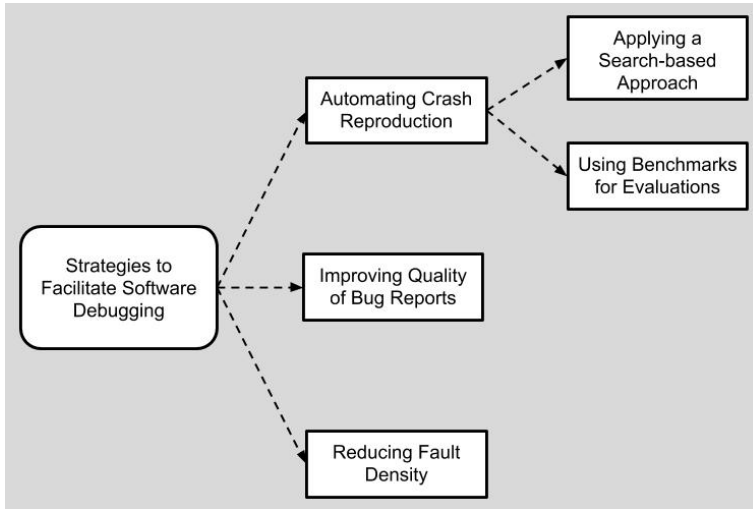 Strategies to
Facilitate Software
Debugging
Automating Crash
Reproduction
Applying a
Search-based
Approach
Using Benchmarks
for Evaluations
Improving Quality
of Bug Reports
Reducing Fault
Density